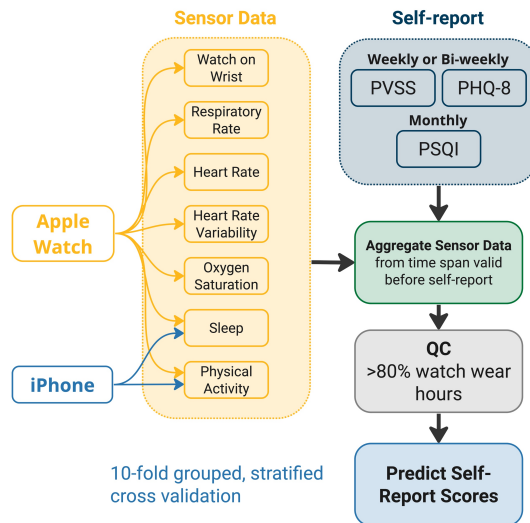 Sensor Data
Watch on
Wrist
Respiratory
Rate
Heart Rate
Heart Rate
Variability
Oxygen
Saturation
Sleep
Physical
Activity
Apple
Watch
iPhone
10-fold grouped, stratified
cross validation
Self-report
Weekly or Bi-weekly
PVSS
PHQ-8
Monthly
PSQI
Aggregate Sensor Data
from time span valid
before self-report
QC
>80% watch wear
hours
Predict Self-
Report Scores